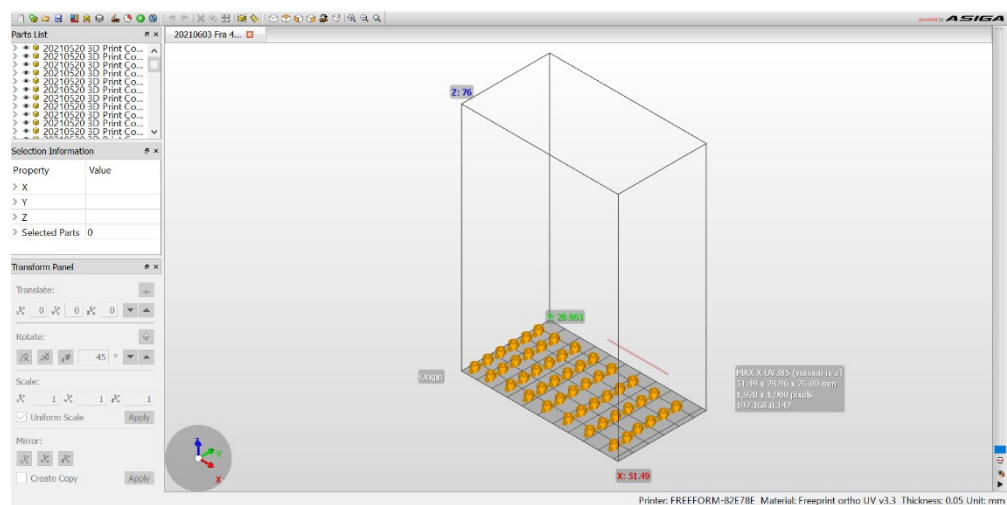 powered by ASIGA
Parts List
20210603 Fra 4...
20210520 3D Print Co...
20210520 3D Print Co...
20210520 3D Print Co...
20210520 3D Print Co...
20210520 3D Print Co...
20210520 3D Print Co...
20210520 3D Print Co...
20210520 3D Print Co...
20210520 3D Print Co...
20210520 3D Print Co...
20210520 3D Print Co...
Selection Information
Property Value
X
Y
Z
Selected Parts 0
Transform Panel
Translate:
0 0 0
Rotate:
45 °
Scale:
1 1 1
Uniform Scale Apply
Mirror:
Create Copy Apply
Z: 76
Y: 28.963
Origin
MAX X UV385 (version n/a)
51.49 x 28.96 x 76.00 mm
1,920 x 1,080 pixels
192.168.0.142
Z
Y
X
X: 51.49
Printer: FREEFORM-82E78E Material: Freeprint ortho UV v3.3 Thickness: 0.05 Unit: mm